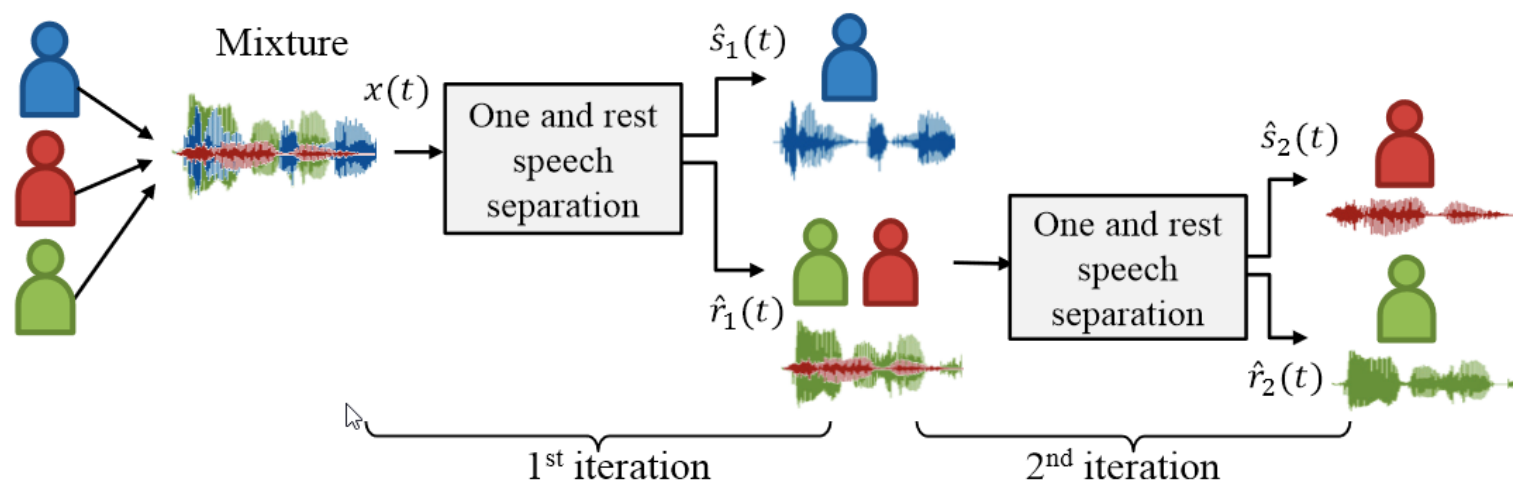 Mixture
x(t)
One and rest
speech
separation
ŝ₁(t)
r̂₁(t)
One and rest
speech
separation
ŝ₂(t)
r̂₂(t)
1st iteration
2nd iteration